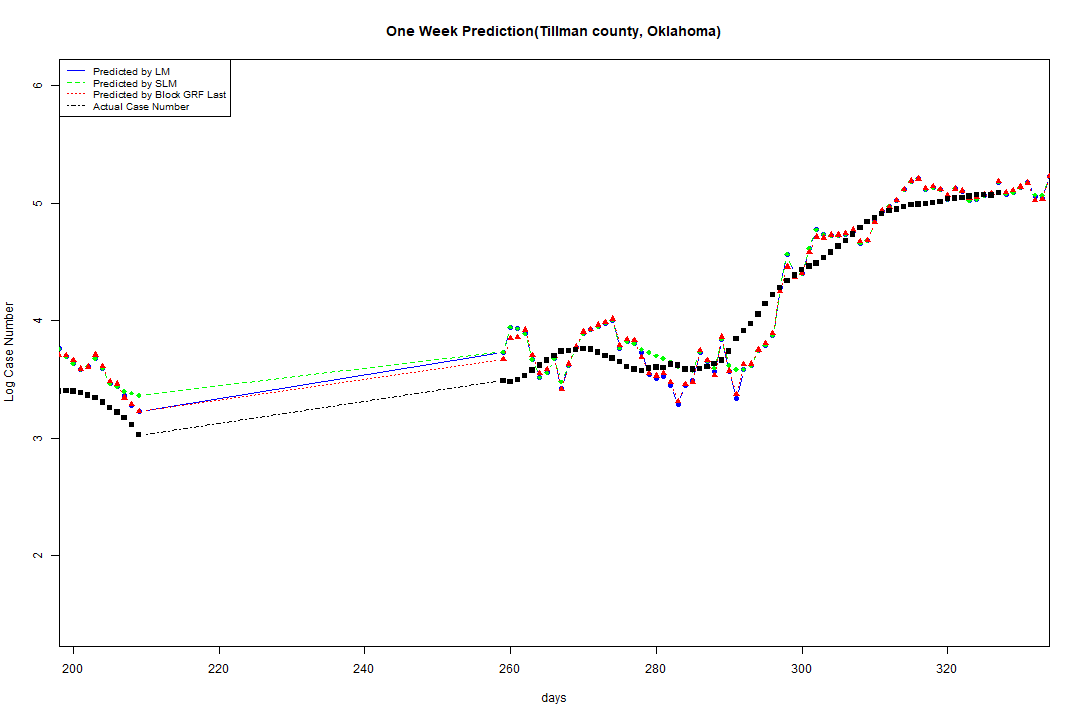 One Week Prediction(Tillman county, Oklahoma)
Predicted by LM
Predicted by SLM
Predicted by Block GRF Last
Actual Case Number
Log Case Number
6
5
4
3
2
200 220 240 260 280 300 320
days